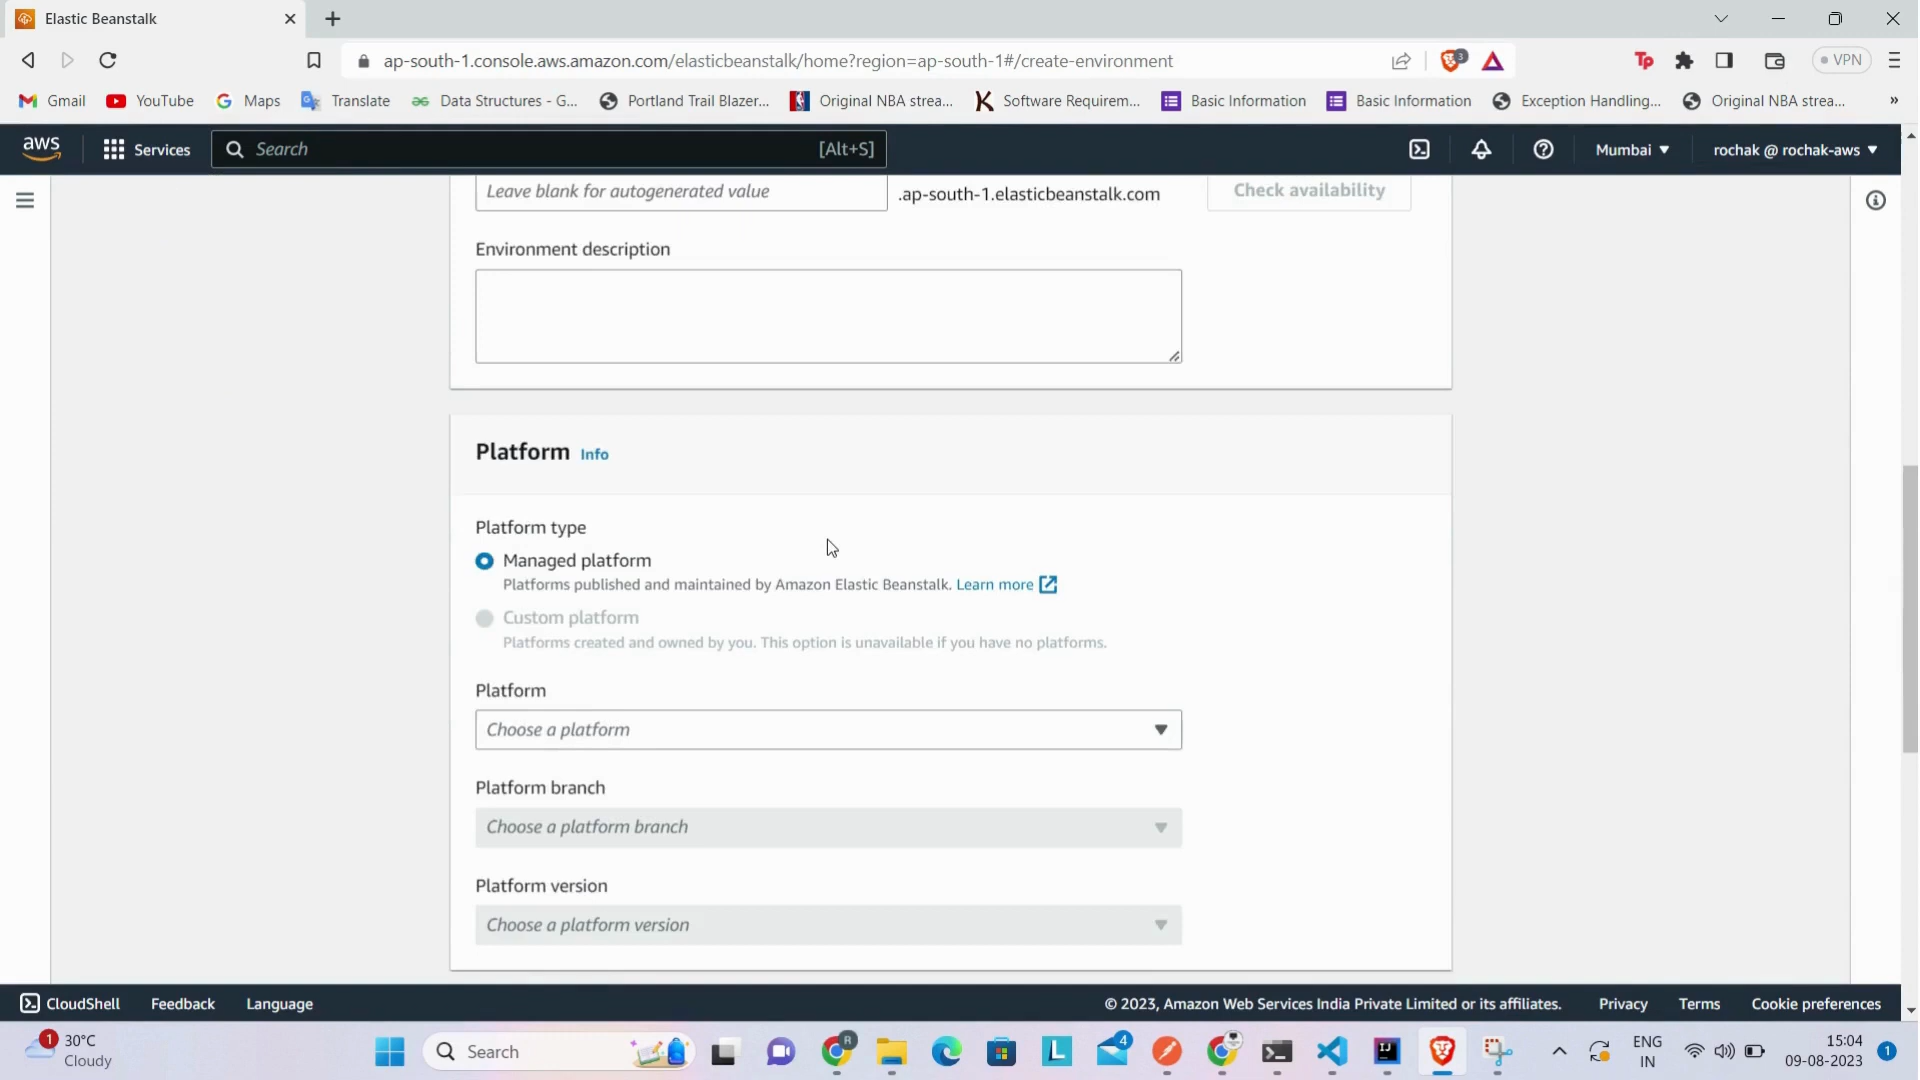 Elastic Beanstalk
ap-south-1.console.aws.amazon.com/elasticbeanstalk/home?region=ap-south-1#/create-environment
3
Tp
VPN
Gmail
YouTube
Maps
Translate
Data Structures - G...
Portland Trail Blazer...
Original NBA strea...
Software Requirem...
Basic Information
Basic Information
Exception Handling...
Original NBA strea...
»
aws
Services
Search
[Alt+S]
Mumbai
rochak @ rochak-aws
Leave blank for autogenerated value
.ap-south-1.elasticbeanstalk.com
Check availability
Environment description
Platform Info
Platform type
Managed platform
Platforms published and maintained by Amazon Elastic Beanstalk. Learn more
Custom platform
Platforms created and owned by you. This option is unavailable if you have no platforms.
Platform
Choose a platform
Platform branch
Choose a platform branch
Platform version
Choose a platform version
CloudShell
Feedback
Language
© 2023, Amazon Web Services India Private Limited or its affiliates.
Privacy
Terms
Cookie preferences
1
30°C
Cloudy
Search
R
L
4
IJ
ENG
IN
15:04
09-08-2023
1